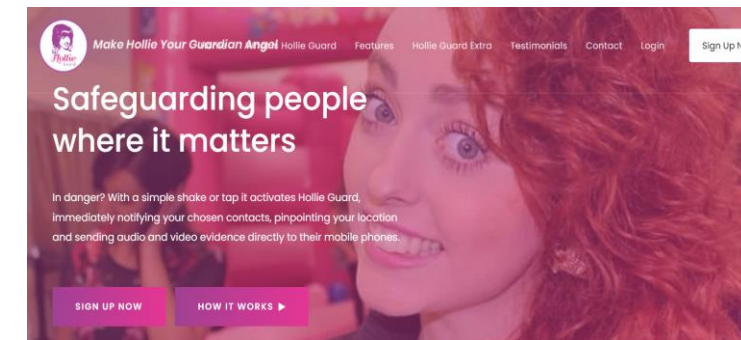 Hollie
Make Hollie Your Guardian Angel
Hollie Guard
Features
Hollie Guard Extra
Testimonials
Contact
Login
Sign Up N
Safeguarding people
where it matters
In danger? With a simple shake or tap it activates Hollie Guard,
immediately notifying your chosen contacts, pinpointing your location
and sending audio and video evidence directly to their mobile phones.
SIGN UP NOW
HOW IT WORKS